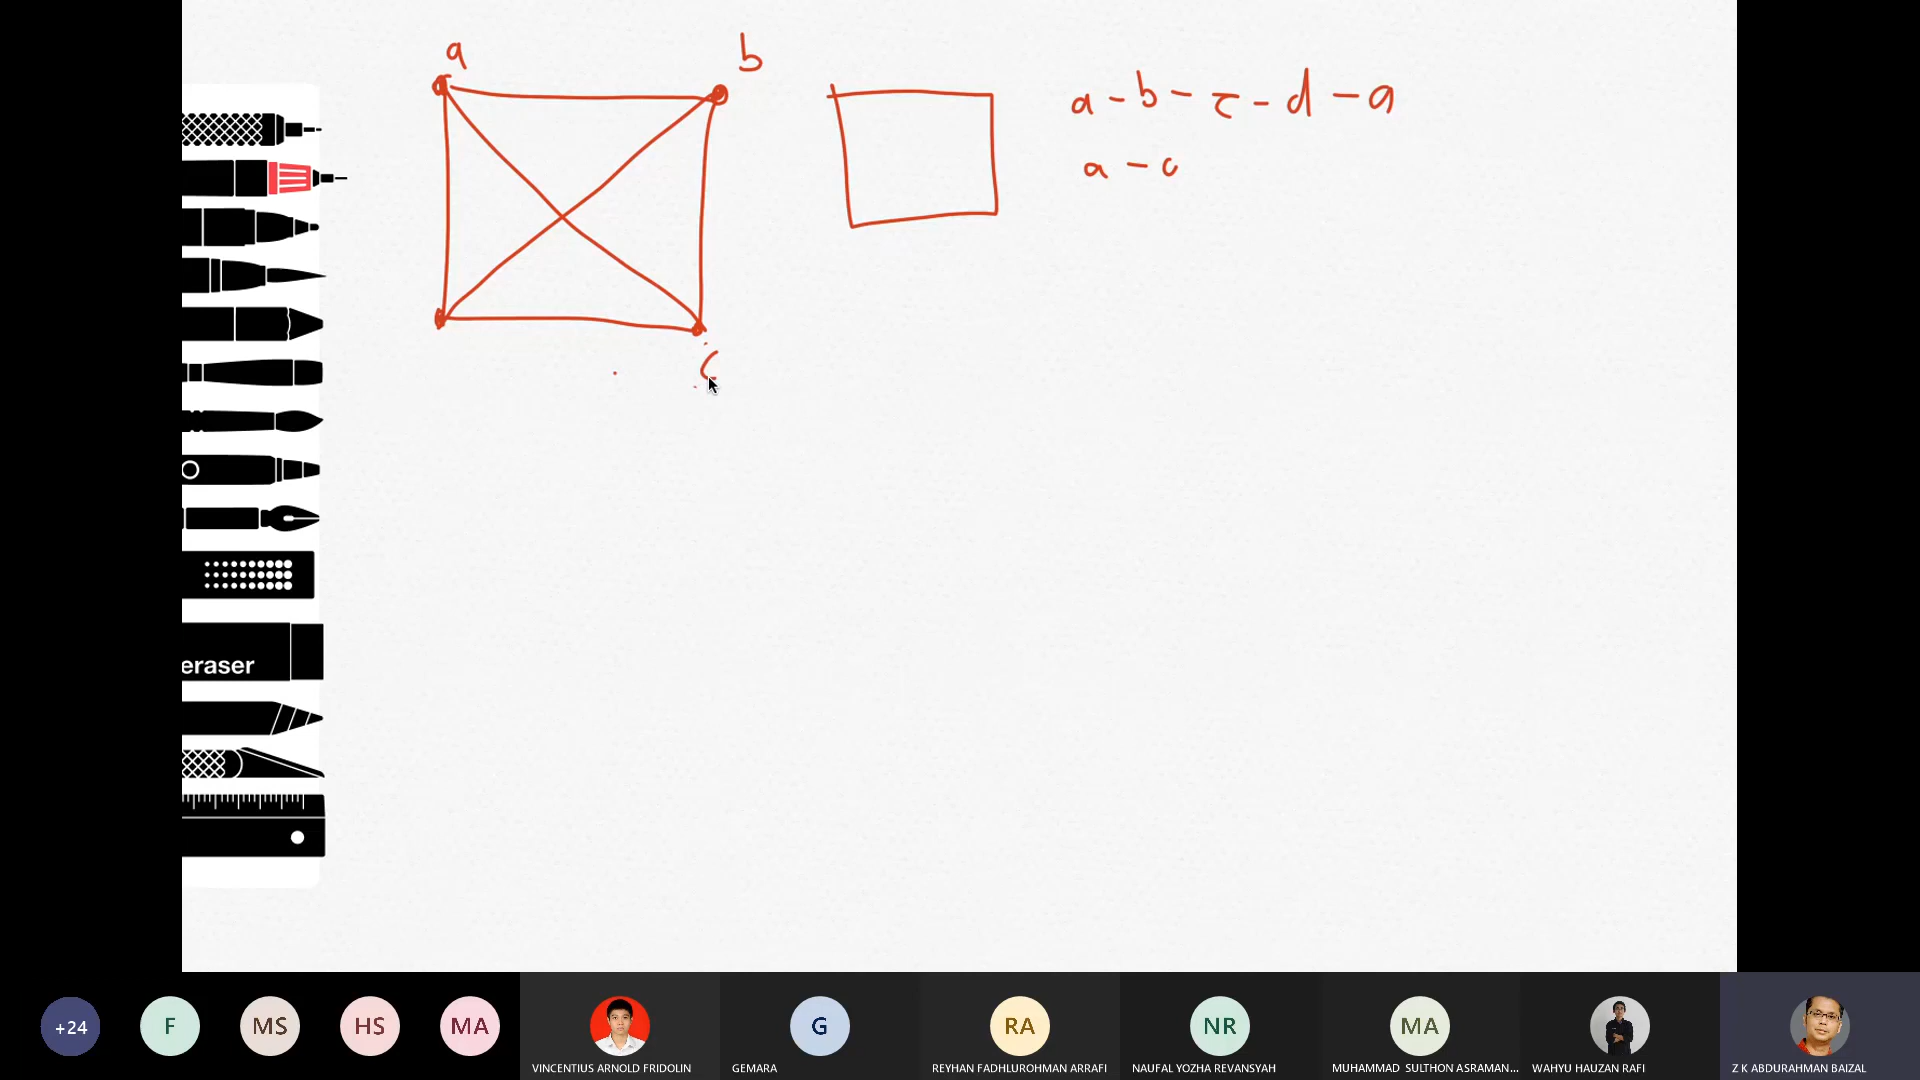 a
b
a - b - c - d - a
a - c
c
eraser
+24
F
MS
HS
MA
G
RA
NR
MA
VINCENTIUS ARNOLD FRIDOLIN
GEMARA
REYHAN FADHLUROHMAN ARRAFI
NAUFAL YOZHA REVANSYAH
MUHAMMAD SULTHON ASRAMAN...
WAHYU HAUZAN RAFI
Z K ABDURAHMAN BAIZAL